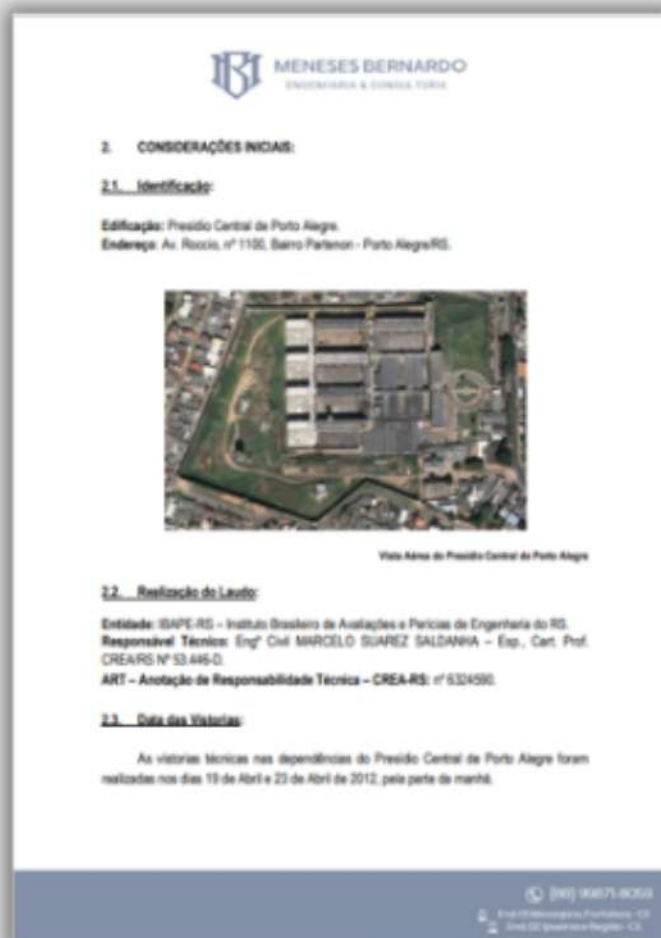 MENESES BERNARDO
ENGENHARIA & CONSULTORIA
2. CONSIDERAÇÕES INICIAIS:
2.1. Identificação:
Edificação: Presídio Central de Porto Alegre.
Endereço: Av. Roccio, nº 1100, Bairro Partenon - Porto Alegre/RS.
Vista Aérea do Presídio Central de Porto Alegre
2.2. Realização do Laudo:
Entidade: IBAPE-RS – Instituto Brasileiro de Avaliações e Perícias de Engenharia do RS.
Responsável Técnico: Engº Civil MARCELO SUAREZ SALDANHA – Esp., Cart. Prof.
CREA/RS Nº 53.446-D.
ART – Anotação de Responsabilidade Técnica – CREA-RS: nº 6324590.
2.3. Data das Vistorias:
As vistorias técnicas nas dependências do Presídio Central de Porto Alegre foram
realizadas nos dias 19 de Abril e 23 de Abril de 2012, pela parte da manhã.